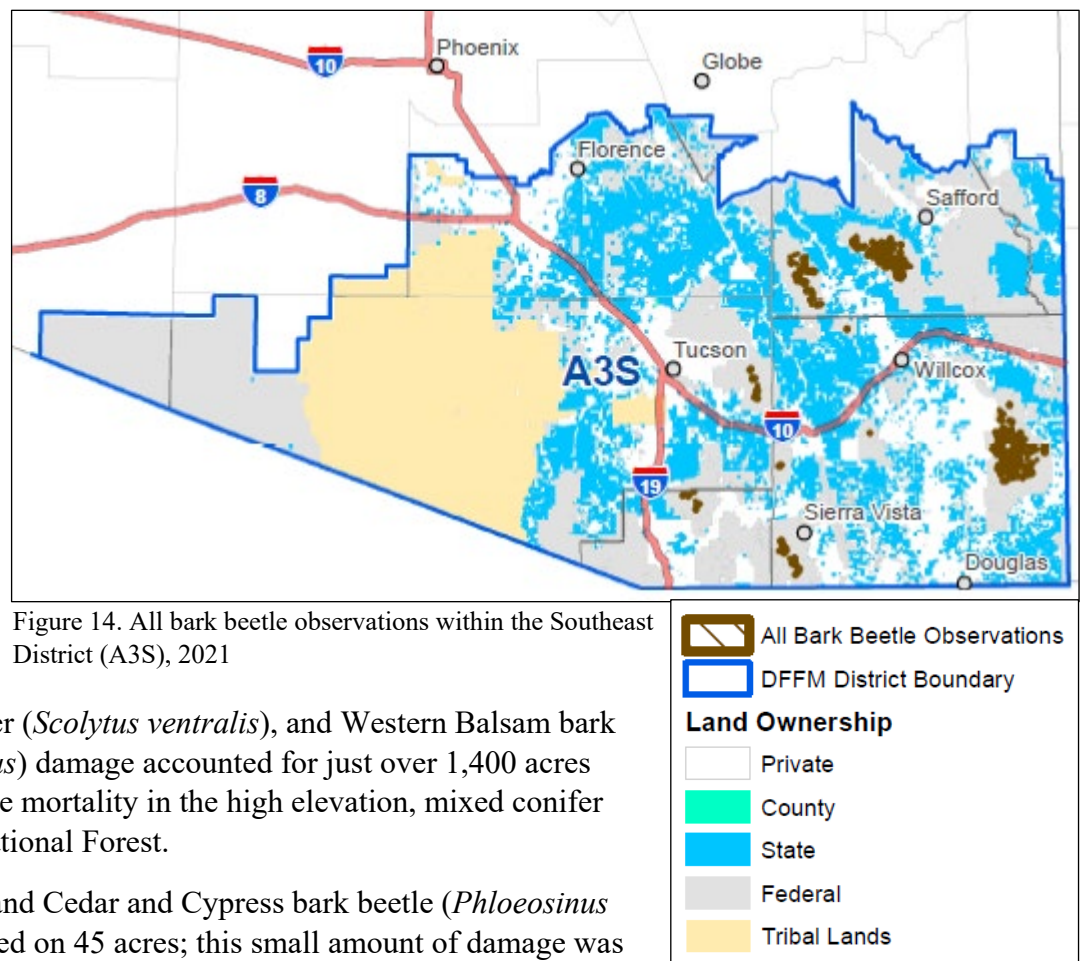 10
Phoenix
Globe
Florence
8
Safford
Tucson
A3S
Willcox
10
19
Sierra Vista
Douglas
Figure 14. All bark beetle observations within the Southeast
District (A3S), 2021
All Bark Beetle Observations
DFFM District Boundary
Land Ownership
Private
County
State
Federal
Tribal Lands
er (Scolytus ventralis), and Western Balsam bark
us) damage accounted for just over 1,400 acres
e mortality in the high elevation, mixed conifer
ational Forest.
and Cedar and Cypress bark beetle (Phloeosinus
ed on 45 acres; this small amount of damage was